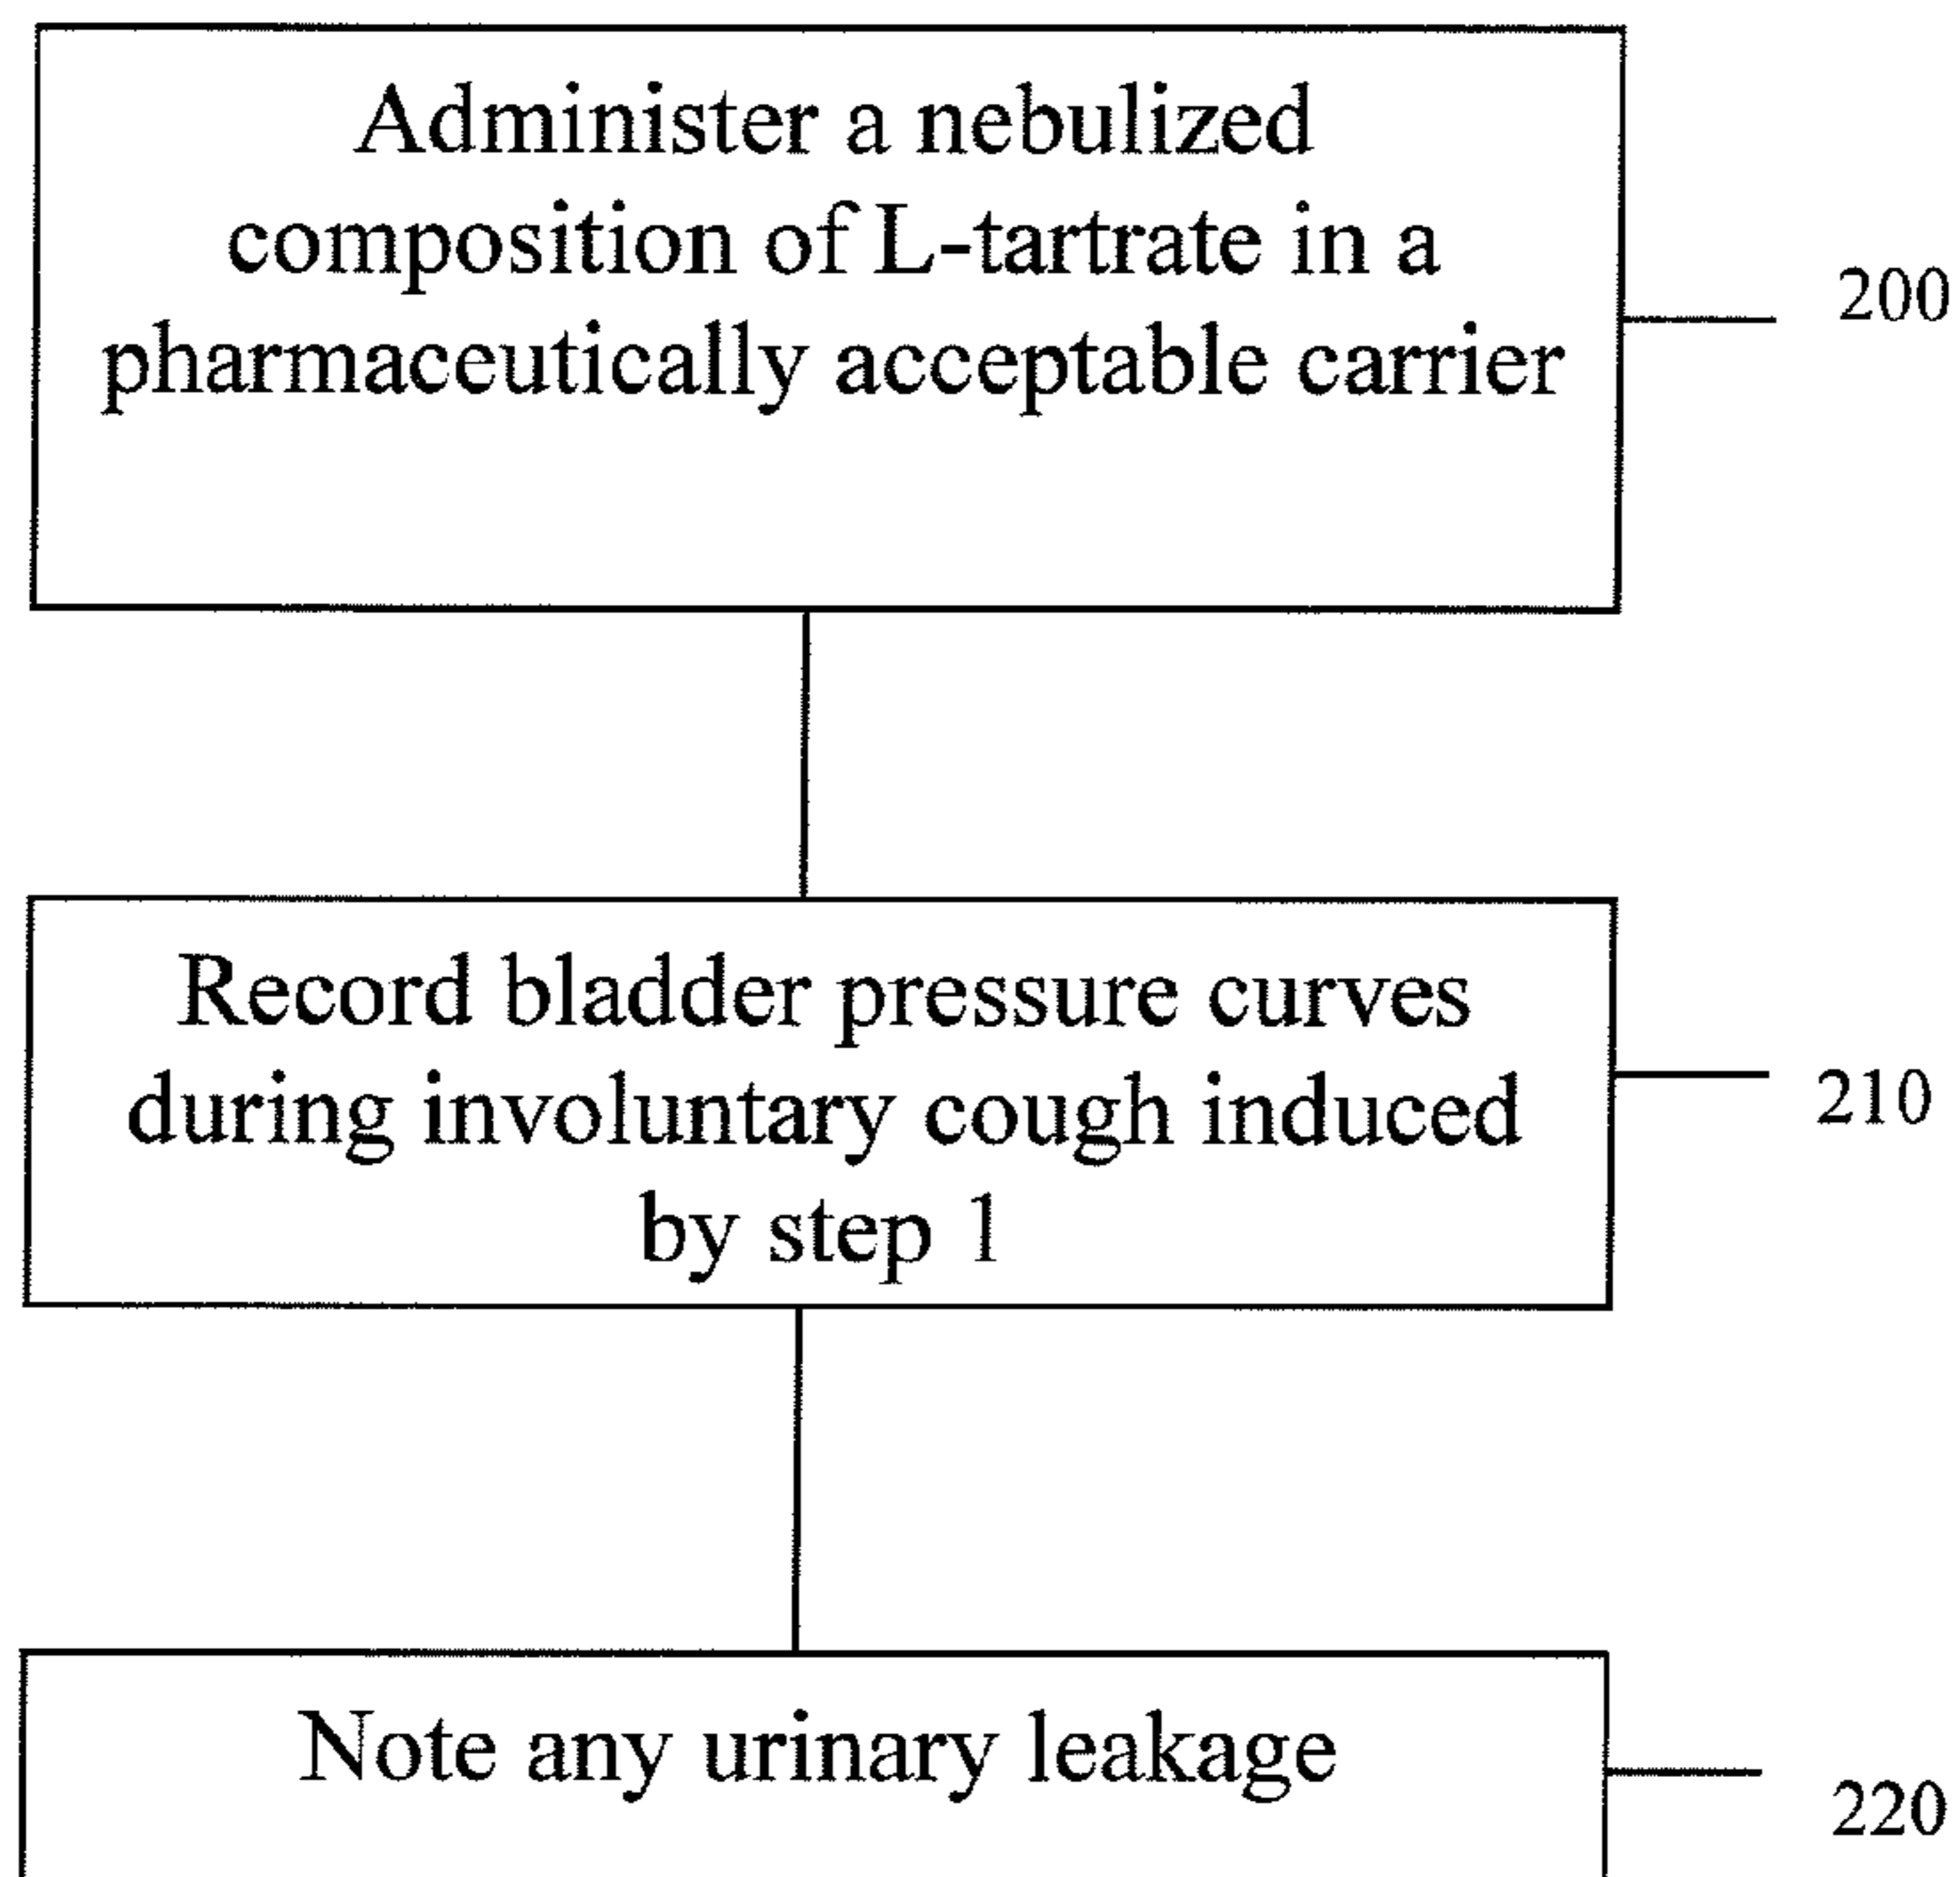 Administer a nebulized
composition of L-tartrate in a
pharmaceutically acceptable carrier
200
Record bladder pressure curves
during involuntary cough induced
by step 1
210
Note any urinary leakage
220